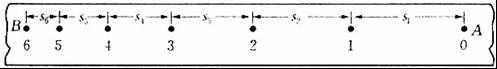 s₆ s₅ s₄ s₃ s₂ s₁
B A
6 5 4 3 2 1 0